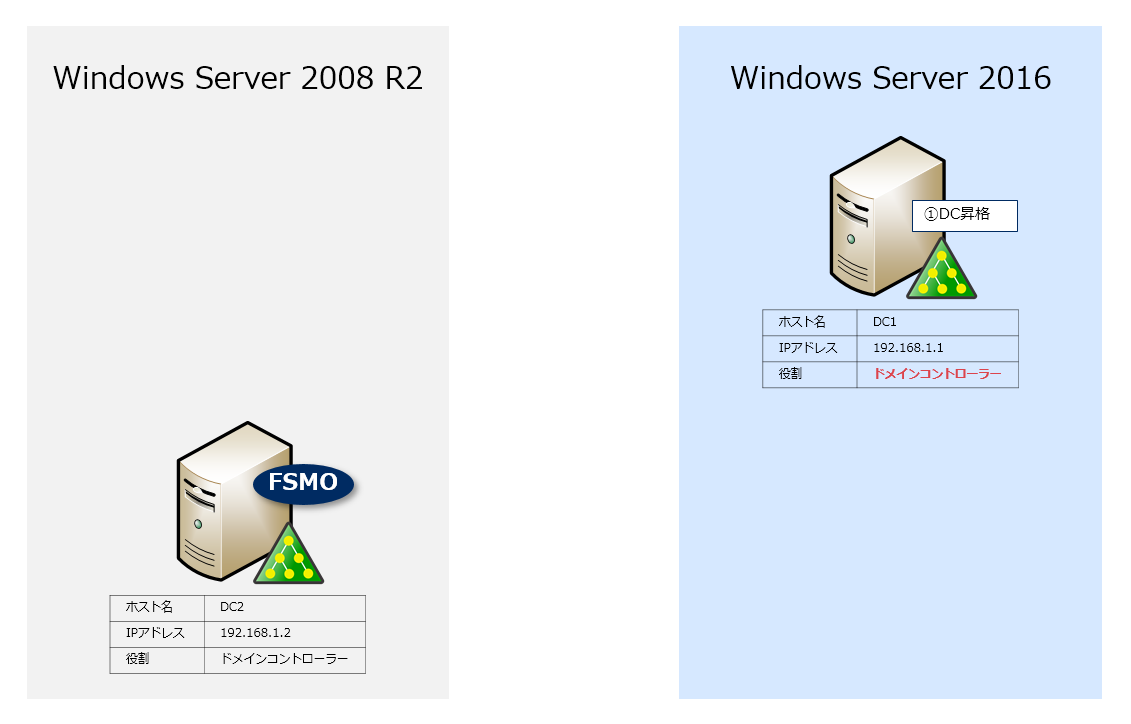 Windows Server 2008 R2
FSMO
ホスト名 DC2
IPアドレス 192.168.1.2
役割 ドメインコントローラー
Windows Server 2016
①DC昇格
ホスト名 DC1
IPアドレス 192.168.1.1
役割 ドメインコントローラー